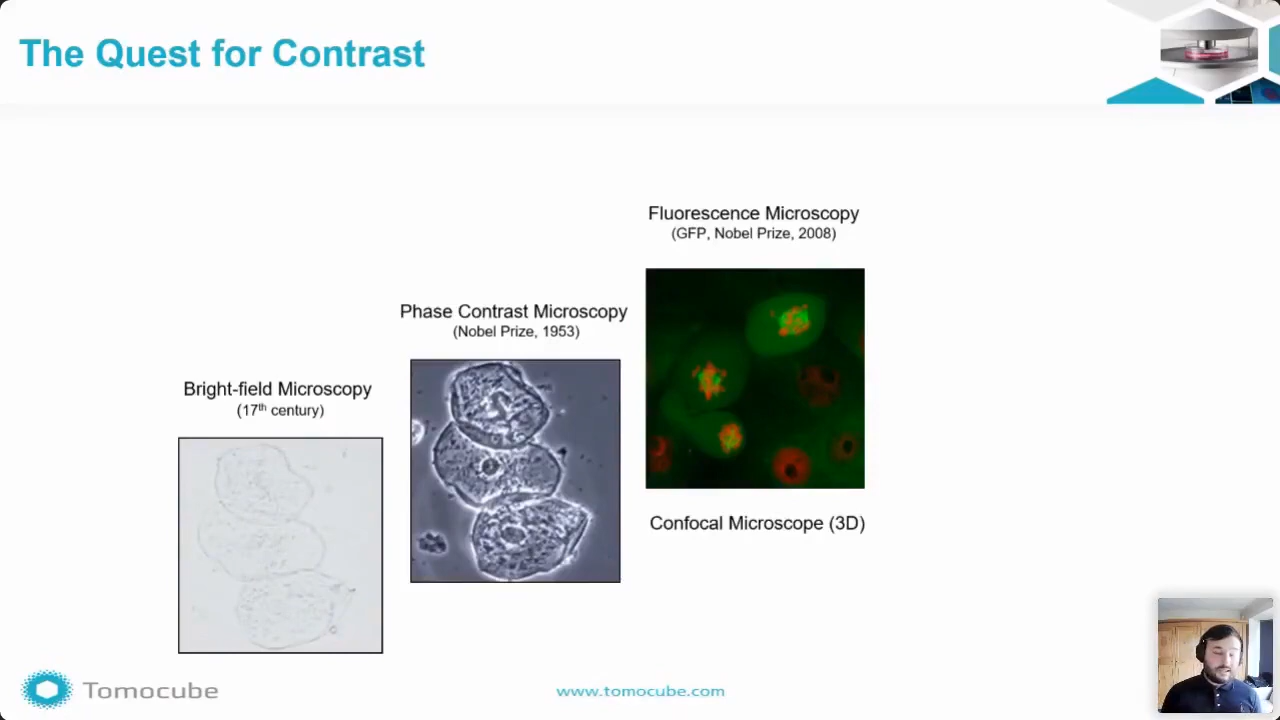 The Quest for Contrast
Fluorescence Microscopy
(GFP, Nobel Prize, 2008)
Phase Contrast Microscopy
(Nobel Prize, 1953)
Bright-field Microscopy
(17th century)
Confocal Microscope (3D)
Tomocube
www.tomocube.com